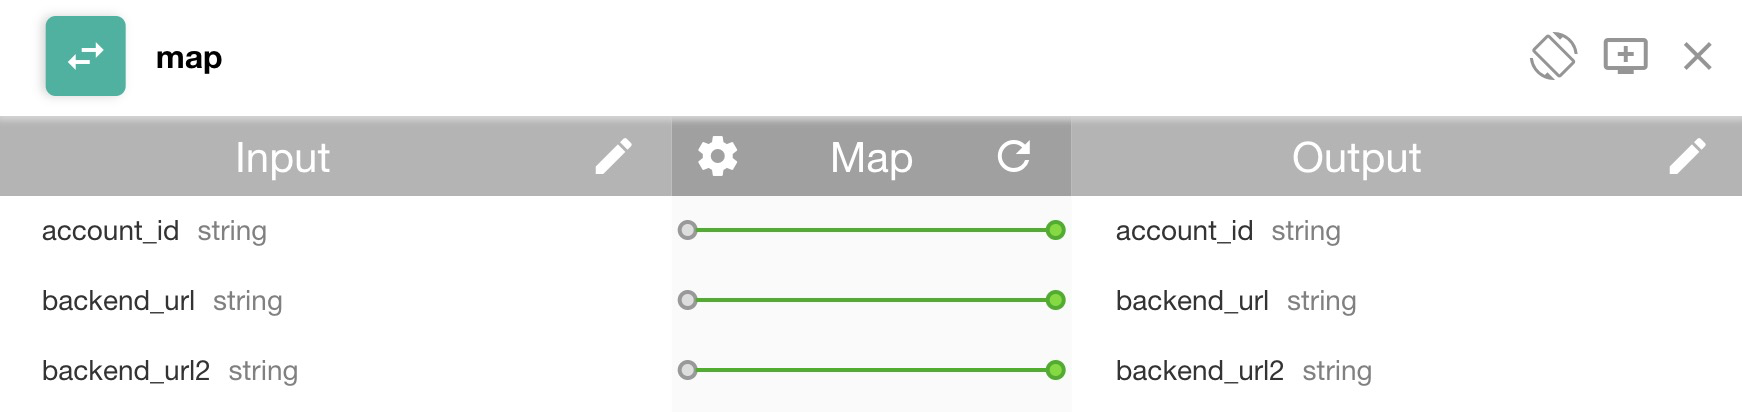 map
Input Map Output
account_id string account_id string
backend_url string backend_url string
backend_url2 string backend_url2 string